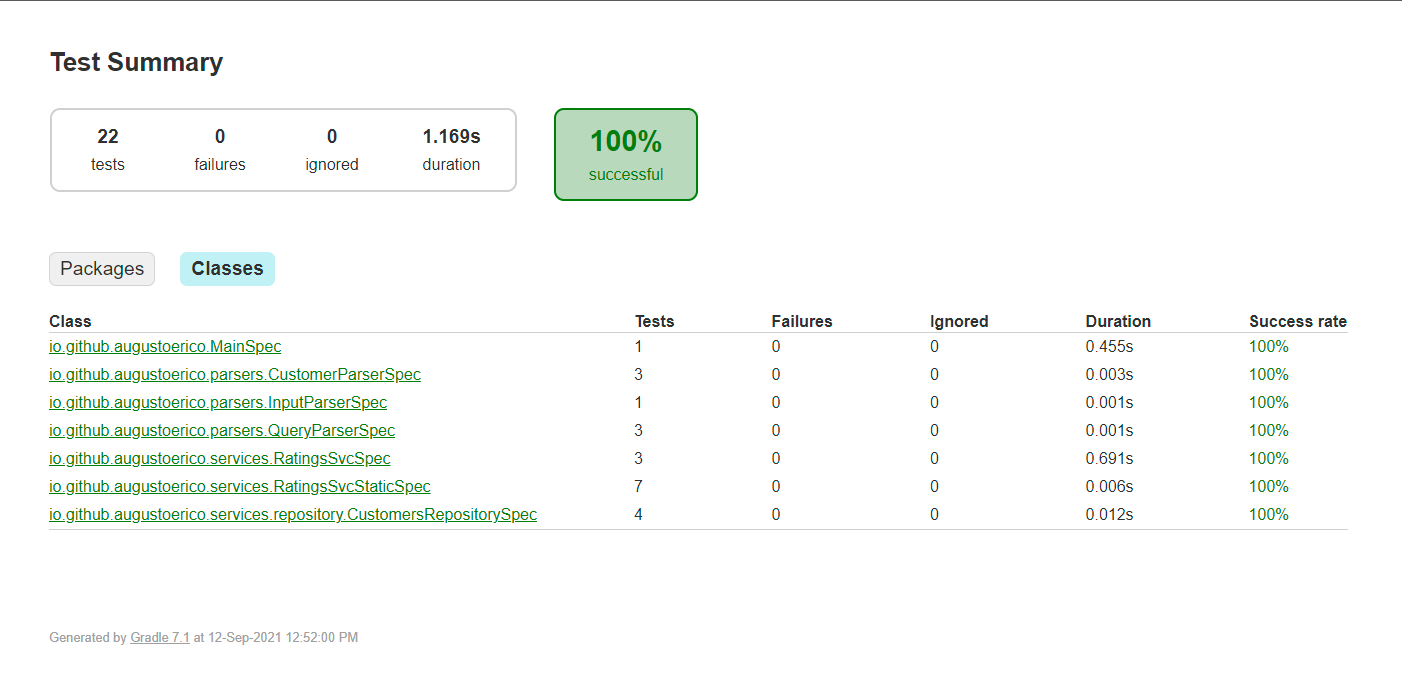 Test Summary
22 0 0 1.169s
tests failures ignored duration
100%
successful
Packages Classes
Class Tests Failures Ignored Duration Success rate
io.github.augustoerico.MainSpec 1 0 0 0.455s 100%
io.github.augustoerico.parsers.CustomerParserSpec 3 0 0 0.003s 100%
io.github.augustoerico.parsers.InputParserSpec 1 0 0 0.001s 100%
io.github.augustoerico.parsers.QueryParserSpec 3 0 0 0.001s 100%
io.github.augustoerico.services.RatingsSvcSpec 3 0 0 0.691s 100%
io.github.augustoerico.services.RatingsSvcStaticSpec 7 0 0 0.006s 100%
io.github.augustoerico.services.repository.CustomersRepositorySpec 4 0 0 0.012s 100%
Generated by Gradle 7.1 at 12-Sep-2021 12:52:00 PM